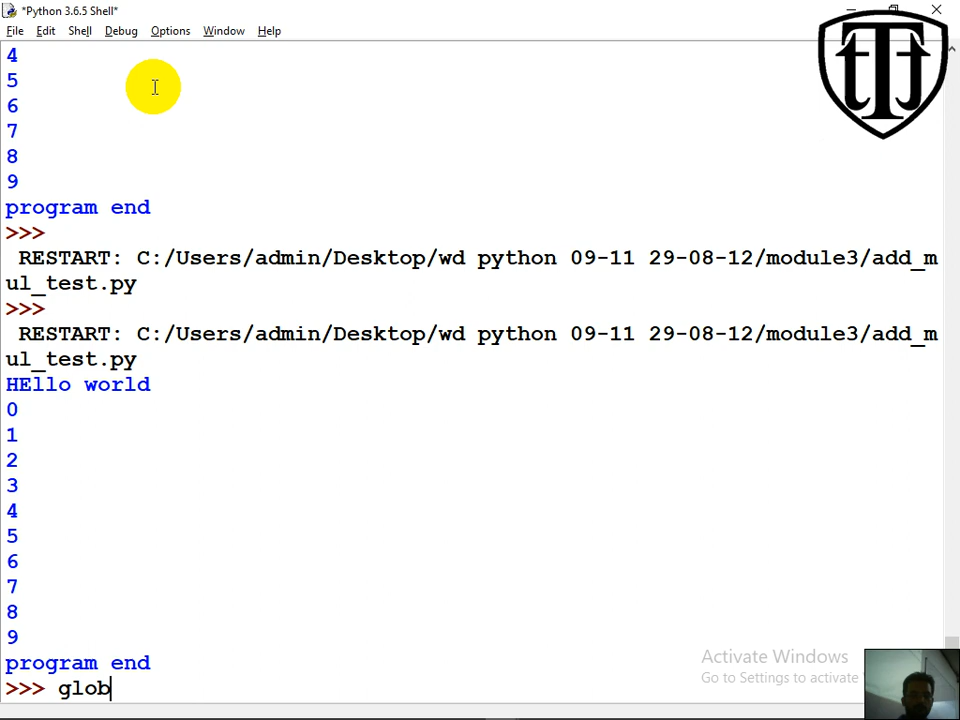 *Python 3.6.5 Shell*
File Edit Shell Debug Options Window Help
4
5
6
7
8
9
program end
>>>
RESTART: C:/Users/admin/Desktop/wd python 09-11 29-08-12/module3/add_m
ul_test.py
>>>
RESTART: C:/Users/admin/Desktop/wd python 09-11 29-08-12/module3/add_m
ul_test.py
HEllo world
0
1
2
3
4
5
6
7
8
9
program end
>>> glob
Activate Windows
Go to Settings to activate